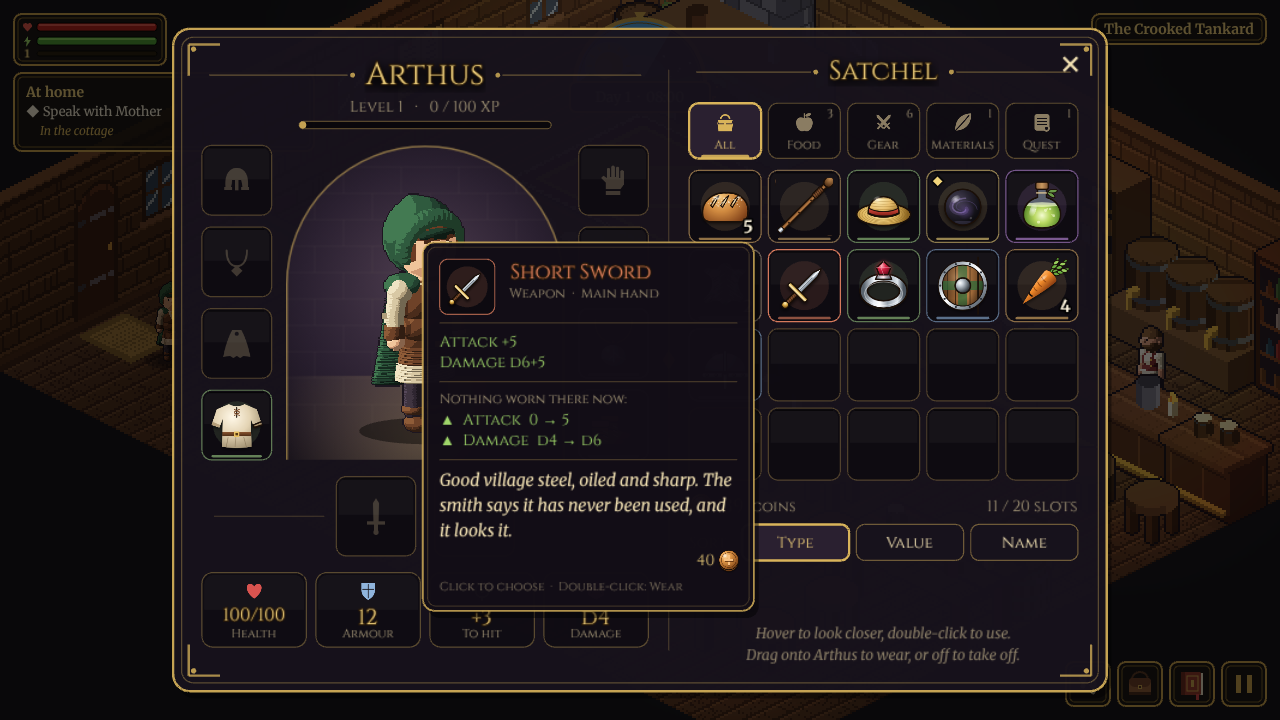 1
At home
Speak with Mother
In the cottage
The Crooked Tankard
Arthus
Level 1 · 0 / 100 XP
Satchel
All
Food
3
Gear
6
Materials
1
Quest
1
5
4
Short Sword
Weapon · Main hand
Attack +5
Damage d6+5
Nothing worn there now:
▲ Attack 0 → 5
▲ Damage d4 → d6
Good village steel, oiled and sharp. The
smith says it has never been used, and
it looks it.
40
Click to choose · Double-click: Wear
coins
11 / 20 slots
Type
Value
Name
100/100
Health
12
Armour
+3
To hit
D4
Damage
Hover to look closer, double-click to use.
Drag onto Arthus to wear, or off to take off.